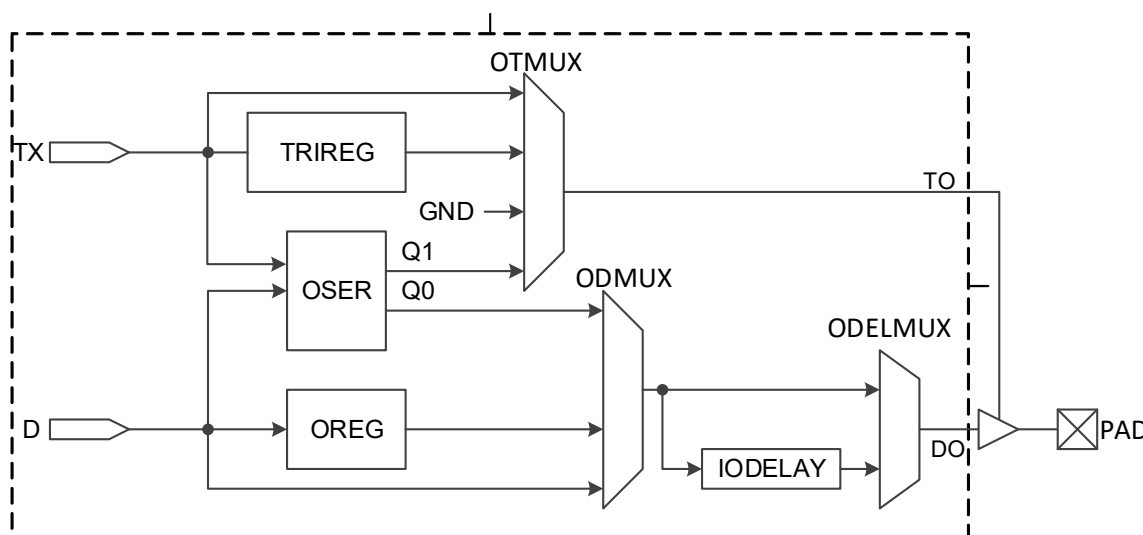 OTMUX
TX
TRIREG
TO
GND
Q1
OSER
Q0
ODMUX
ODELMUX
D
OREG
DO
PAD
IODELAY